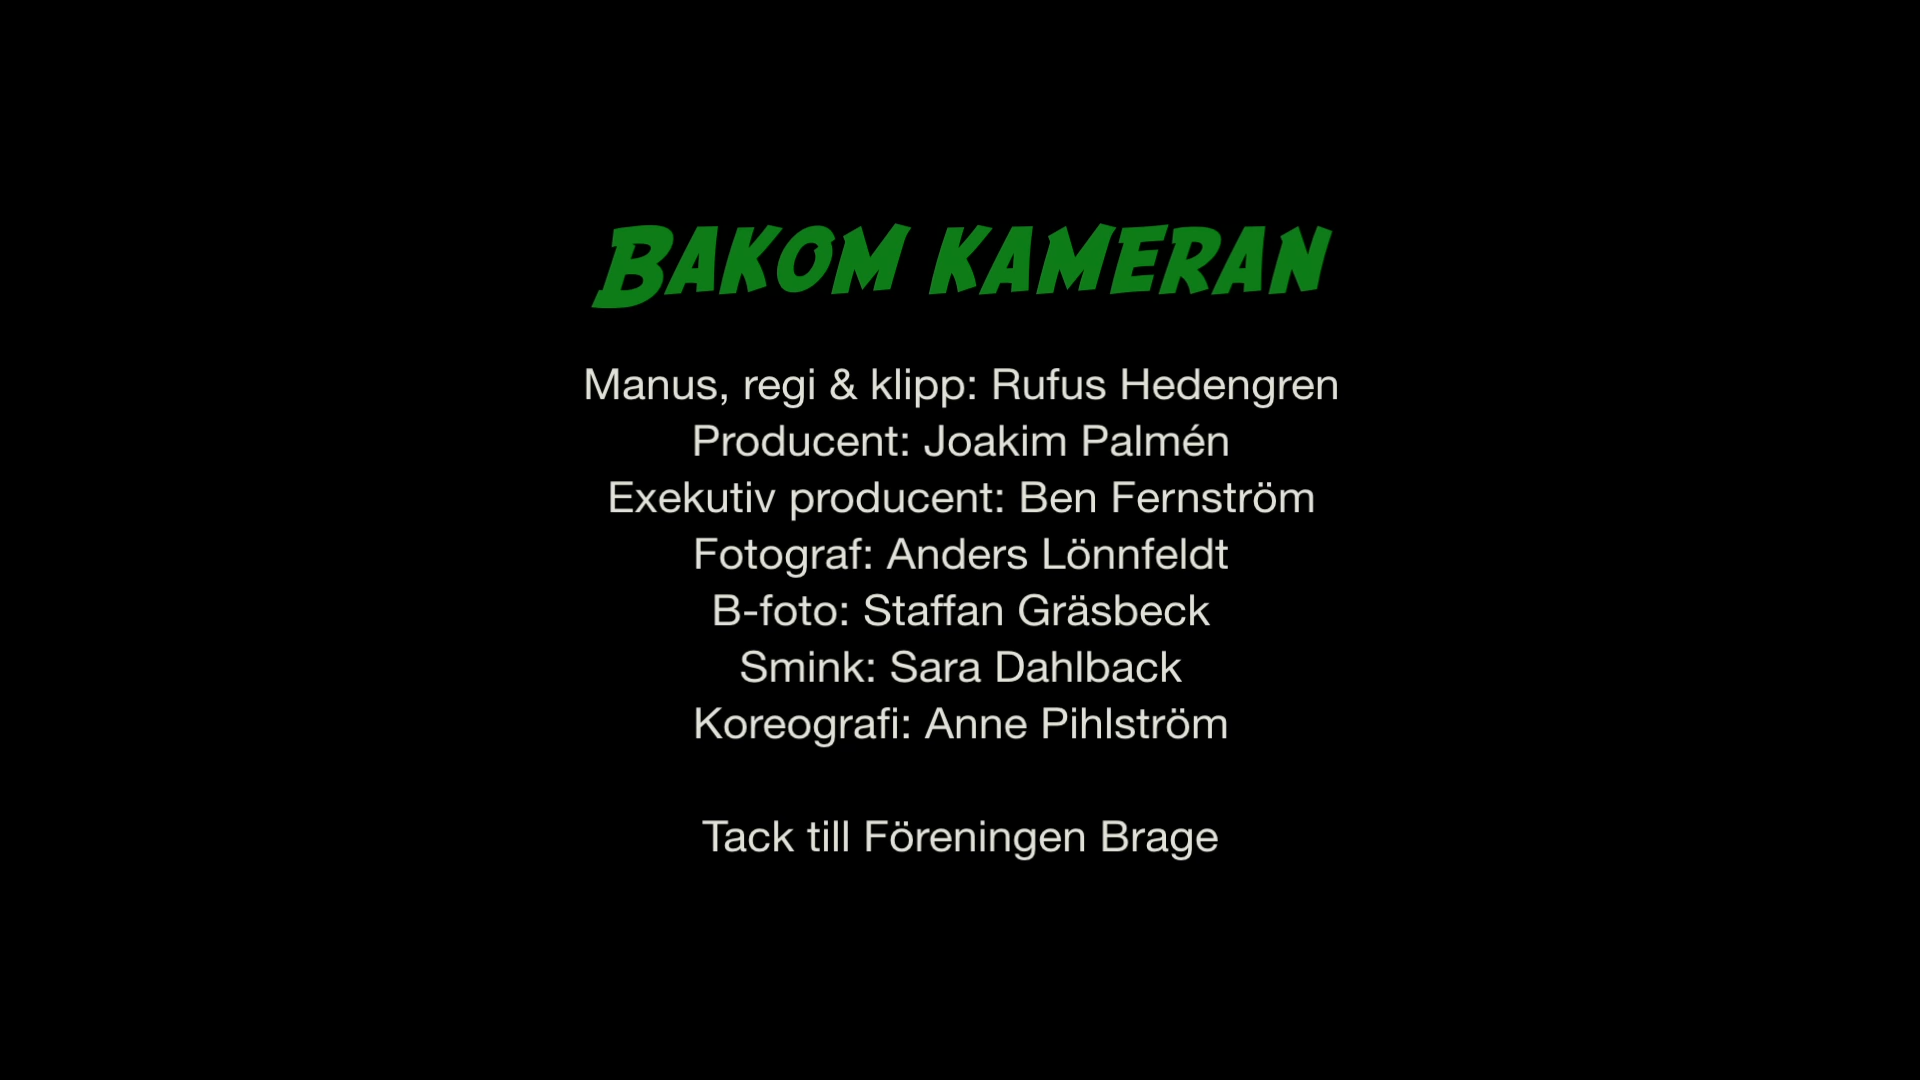 Bakom kameran
Manus, regi & klipp: Rufus Hedengren
Producent: Joakim Palmén
Exekutiv producent: Ben Fernström
Fotograf: Anders Lönnfeldt
B-foto: Staffan Gräsbeck
Smink: Sara Dahlback
Koreografi: Anne Pihlström
Tack till Föreningen Brage